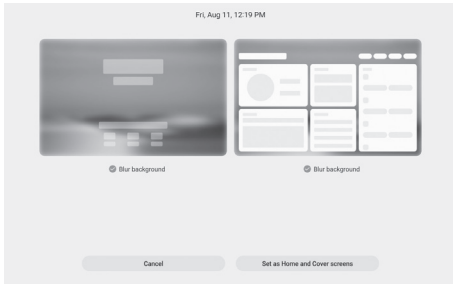 Fri, Aug 11, 12:19 PM
Blur background
Blur background
Cancel
Set as Home and Cover screens